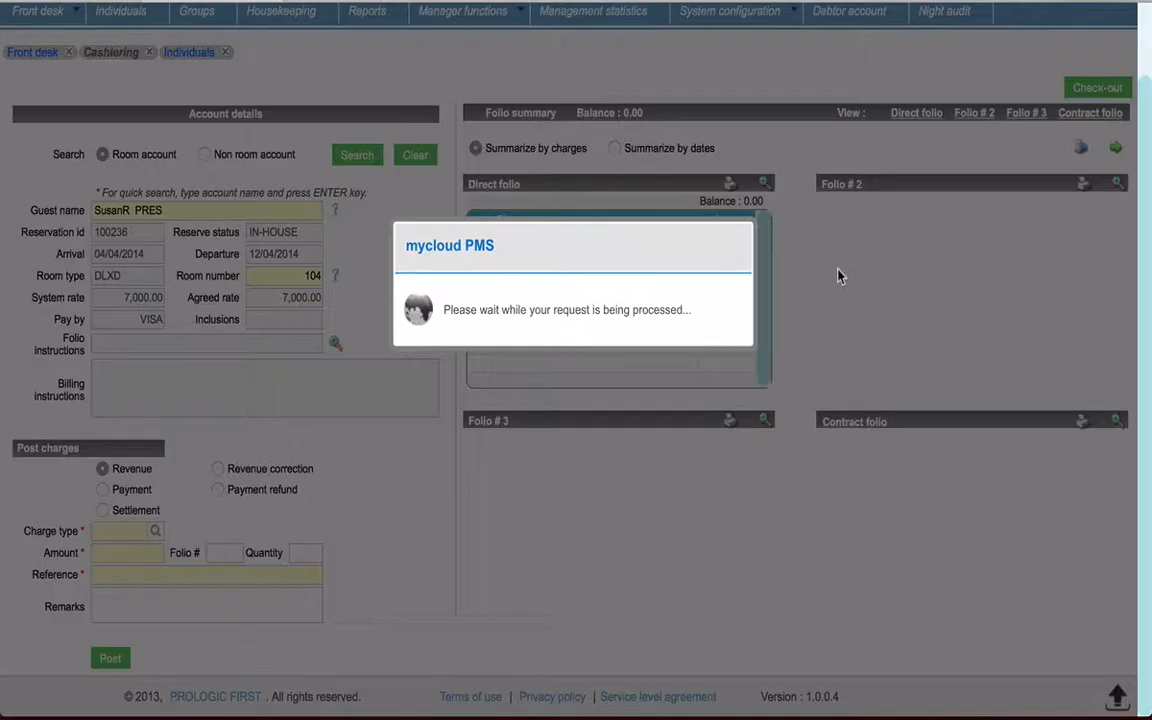 Front desk Individuals Groups Housekeeping Reports Manager functions Management statistics System configuration Debtor account Night audit
Front desk Cashiering Individuals
Check-out
Account details
Folio summary Balance : 0.00 View : Direct folio Folio # 2 Folio # 3 Contract folio
Search Room account Non room account Search Clear
Summarize by charges Summarize by dates
* For quick search, type account name and press ENTER key.
Direct folio Folio # 2
Balance : 0.00
Guest name SusanR PRES ?
Reservation id 100236 Reserve status IN-HOUSE
Arrival 04/04/2014 Departure 12/04/2014
Room type DLXD Room number 104 ?
System rate 7,000.00 Agreed rate 7,000.00
Pay by VISA Inclusions
Folio instructions
Billing instructions
mycloud PMS
Please wait while your request is being processed...
Folio # 3 Contract folio
Post charges
Revenue Revenue correction
Payment Payment refund
Settlement
Charge type *
Amount * Folio # Quantity
Reference *
Remarks
Post
© 2013, PROLOGIC FIRST . All rights reserved. Terms of use | Privacy policy | Service level agreement Version : 1.0.0.4